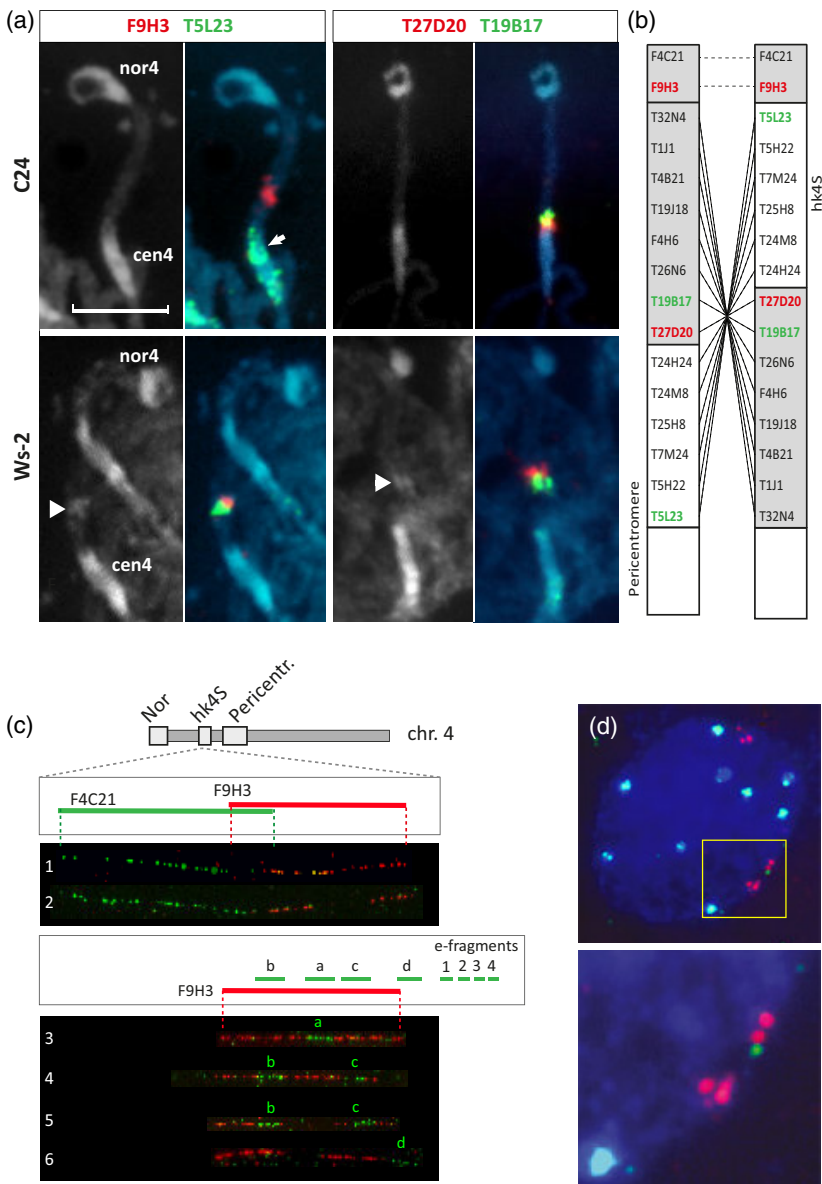 (a)
F9H3 T5L23
T27D20 T19B17
C24
nor4
cen4
Ws-2
nor4
cen4
(b)
F4C21
F9H3
T32N4
T1J1
T4B21
T19J18
F4H6
T26N6
T19B17
T27D20
T24H24
T24M8
T25H8
T7M24
T5H22
T5L23
Pericentromere
F4C21
F9H3
T5L23
T5H22
T7M24
T25H8
T24M8
T24H24
T27D20
T19B17
T26N6
F4H6
T19J18
T4B21
T1J1
T32N4
hk4S
(c)
Nor
hk4S
Pericentr.
chr. 4
F4C21
F9H3
1
2
e-fragments
b a c d 1 2 3 4
F9H3
a
3
b c
4
b c
5
d
6
(d)